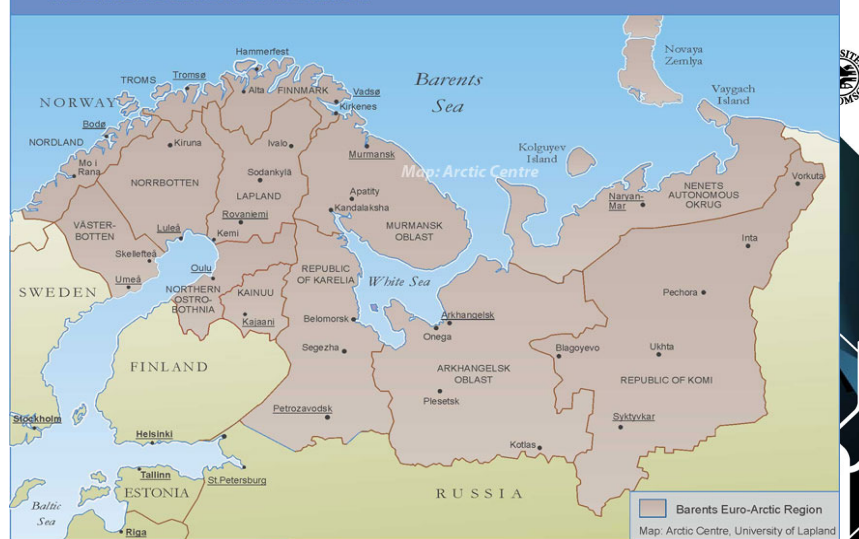 Hammerfest
Novaya
Zemlya
TROMS
Tromsø
Alta
FINNMARK
Vadsø
Kirkenes
Barents
Sea
Vaygach
Island
NORWAY
Bodø
NORDLAND
Kiruna
Ivalo
Murmansk
Kolguyev
Island
Map: Arctic Centre
Mo i
Rana
NORRBOTTEN
Sodankylä
LAPLAND
Apatity
Kandalaksha
Naryan-
Mar
NENETS
AUTONOMOUS
OKRUG
Vorkuta
VÄSTER-
BOTTEN
Luleå
Rovaniemi
Kemi
MURMANSK
OBLAST
Skellefteå
Umeå
Oulu
NORTHERN
OSTRO-
BOTHNIA
KAINUU
Kajaani
REPUBLIC
OF KARELIA
White Sea
Inta
Pechora
SWEDEN
Belomorsk
Arkhangelsk
Onega
Segezha
Blagoyevo
Ukhta
FINLAND
ARKHANGELSK
OBLAST
Plesetsk
REPUBLIC OF KOMI
Petrozavodsk
Syktyvkar
Stockholm
Helsinki
Kotlas
Tallinn
St.Petersburg
ESTONIA
RUSSIA
Baltic
Sea
Riga
Barents Euro-Arctic Region
Map: Arctic Centre, University of Lapland